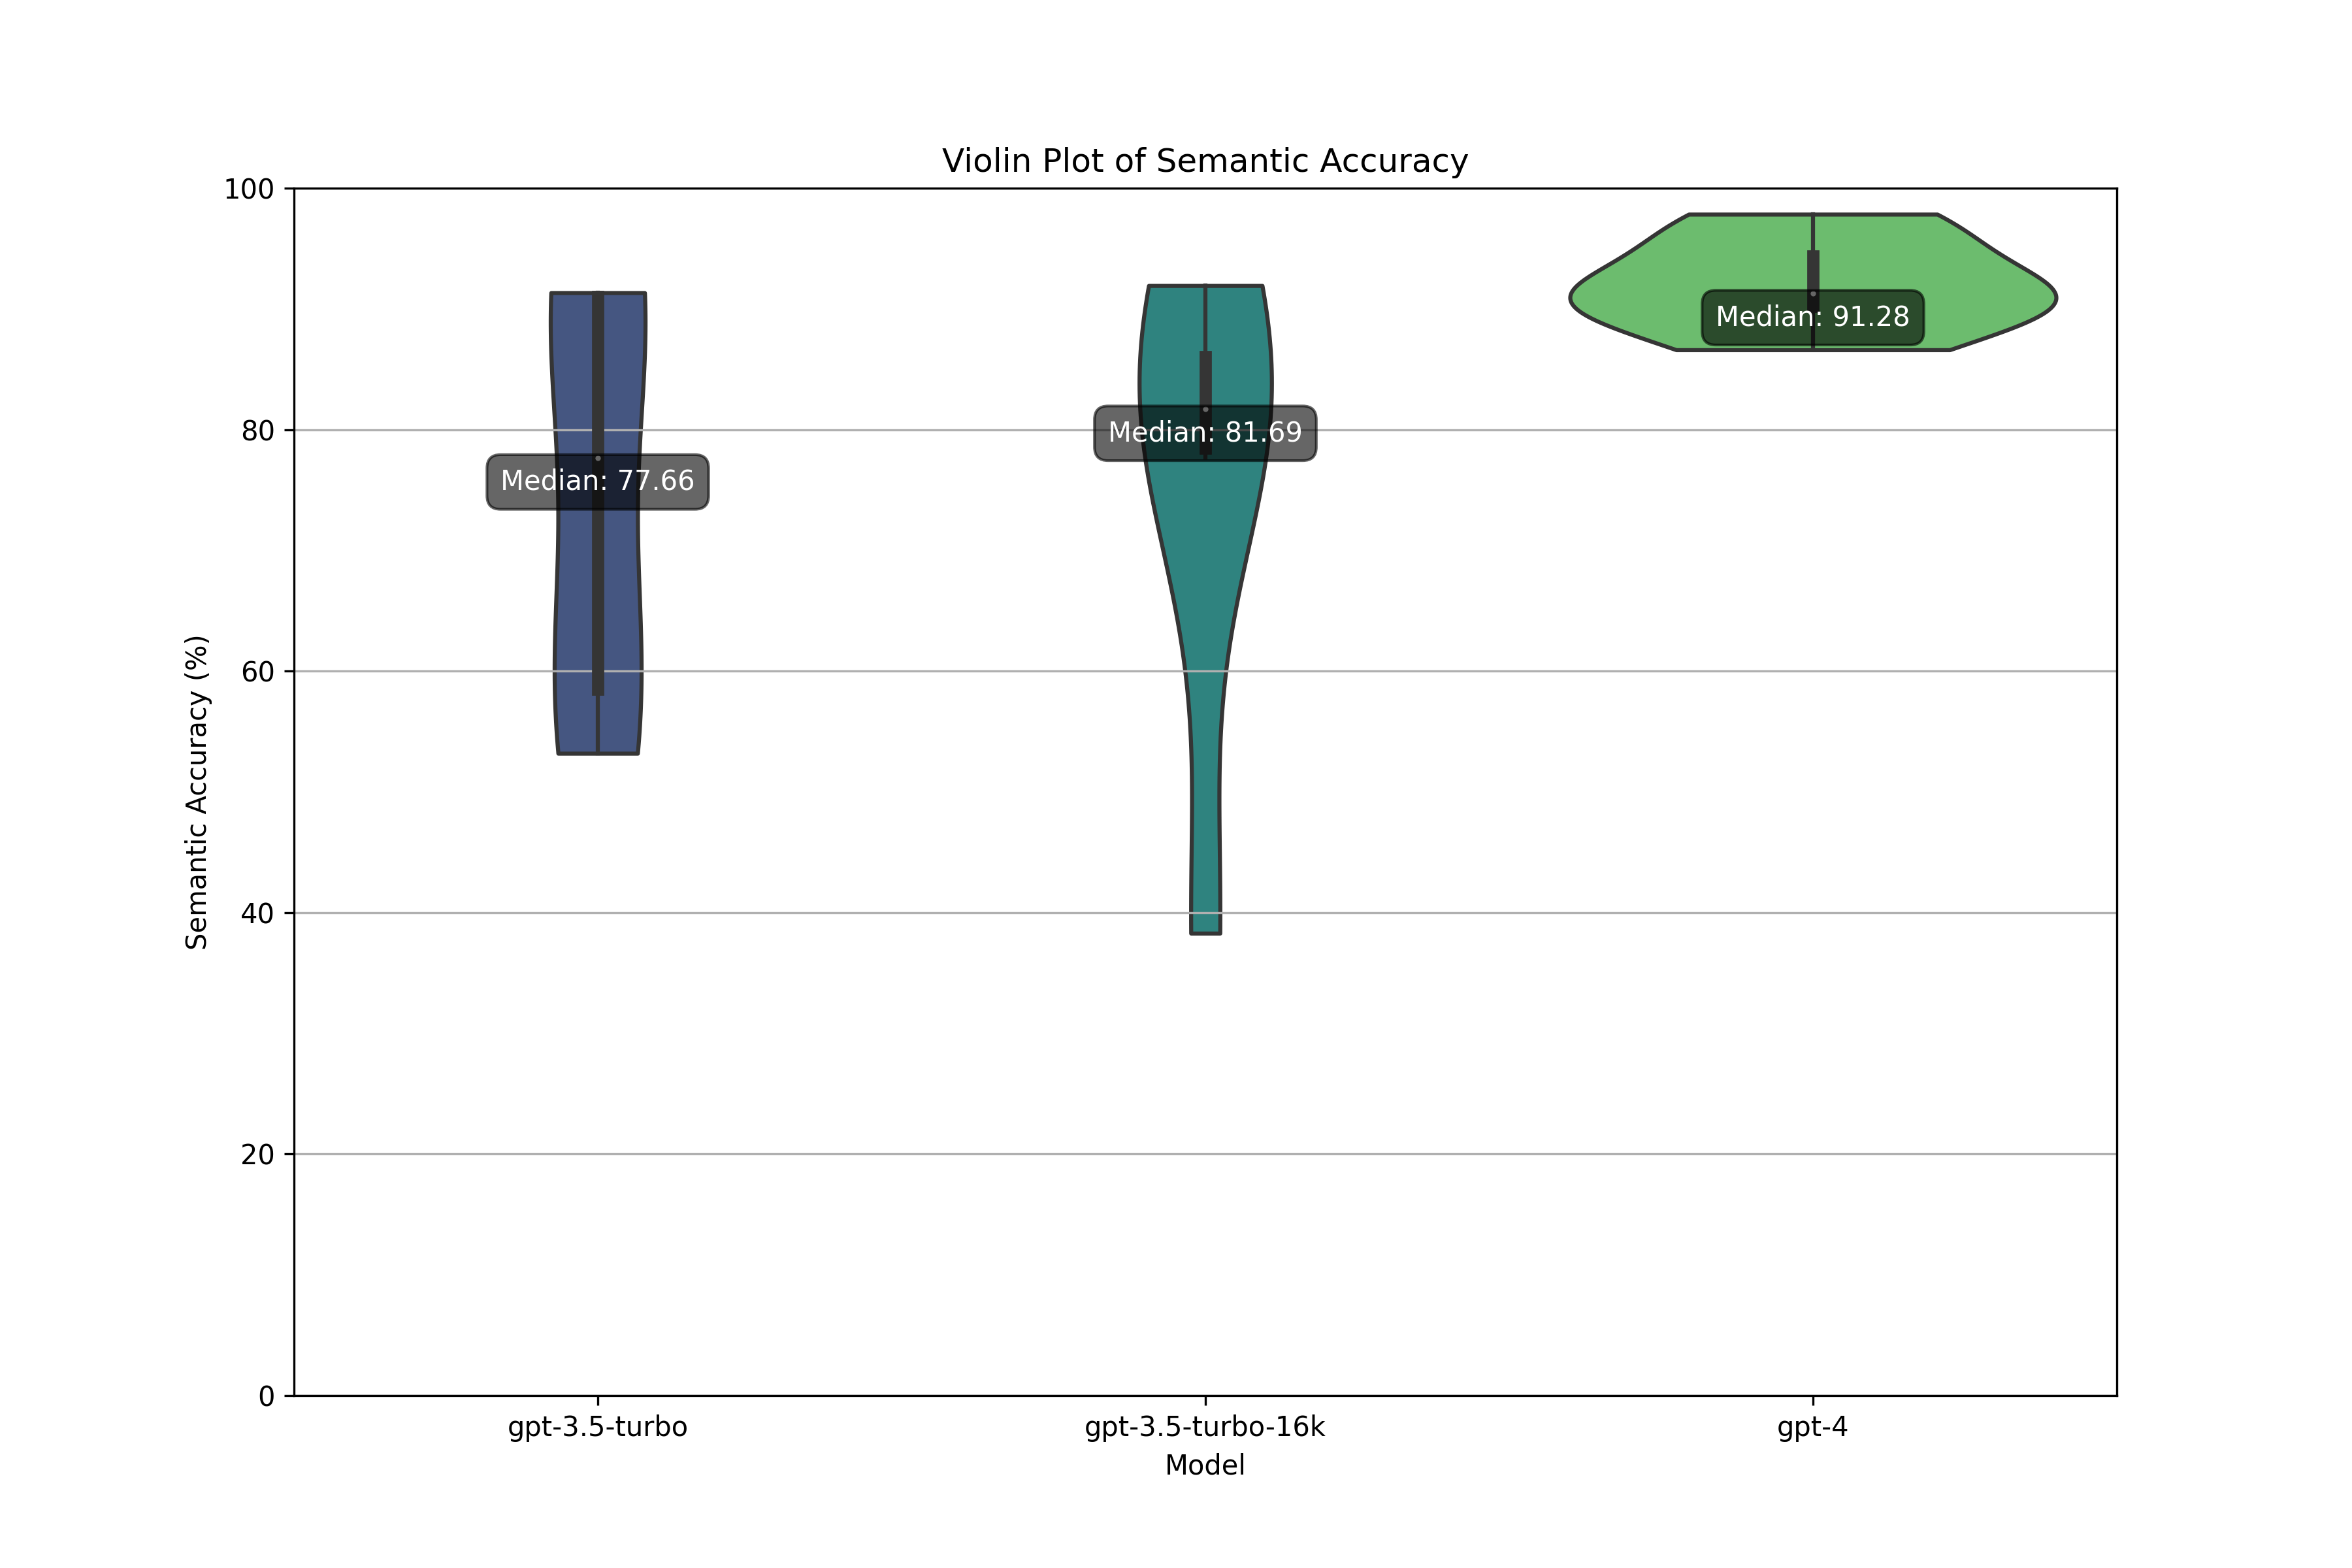 Violin Plot of Semantic Accuracy
100
80
60
40
20
0
Semantic Accuracy (%)
Median: 77.66
Median: 81.69
Median: 91.28
gpt-3.5-turbo
gpt-3.5-turbo-16k
gpt-4
Model